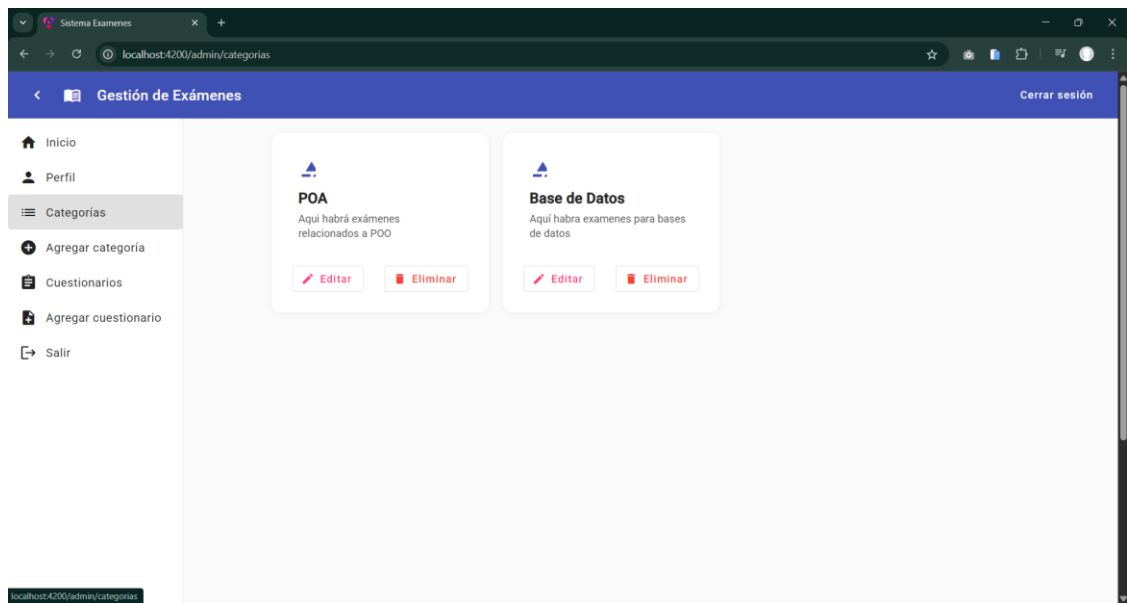 Sistema Examenes
localhost:4200/admin/categorias
Gestión de Exámenes
Cerrar sesión
Inicio
Perfil
Categorías
Agregar categoría
Cuestionarios
Agregar cuestionario
Salir
POA
Aqui habrá exámenes
relacionados a POO
Editar
Eliminar
Base de Datos
Aquí habra examenes para bases
de datos
Editar
Eliminar
localhost:4200/admin/categorias